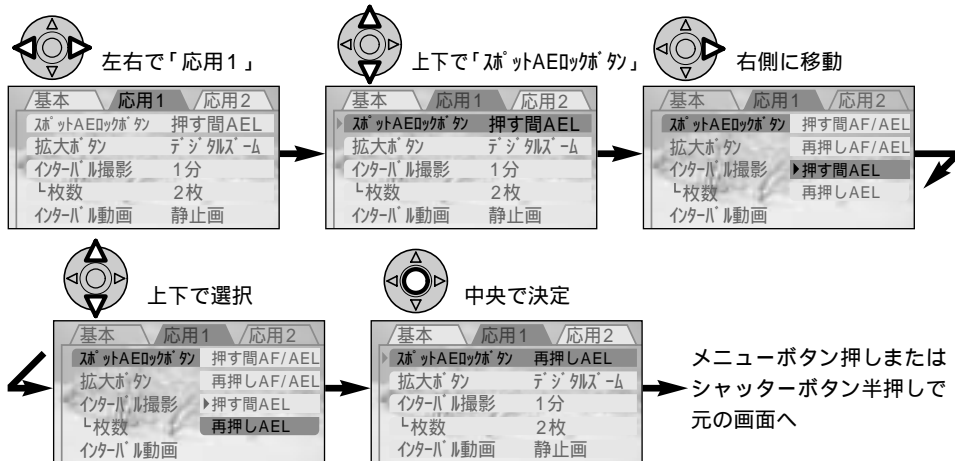 左右で「応用1」
基本 応用1 応用2
スポットAEロックボタン 押す間AEL
拡大ボタン デジタルズーム
インターバル撮影 1分
└枚数 2枚
インターバル動画 静止画
上下で「スポットAEロックボタン」
基本 応用1 応用2
スポットAEロックボタン 押す間AEL
拡大ボタン デジタルズーム
インターバル撮影 1分
└枚数 2枚
インターバル動画 静止画
右側に移動
基本 応用1 応用2
スポットAEロックボタン 押す間AF/AEL
拡大ボタン 再押しAF/AEL
インターバル撮影 押す間AEL
└枚数 再押しAEL
インターバル動画
上下で選択
基本 応用1 応用2
スポットAEロックボタン 押す間AF/AEL
拡大ボタン 再押しAF/AEL
インターバル撮影 押す間AEL
└枚数 再押しAEL
インターバル動画
中央で決定
基本 応用1 応用2
スポットAEロックボタン 再押しAEL
拡大ボタン デジタルズーム
インターバル撮影 1分
└枚数 2枚
インターバル動画 静止画
メニューボタン押しまたは
シャッターボタン半押しで
元の画面へ